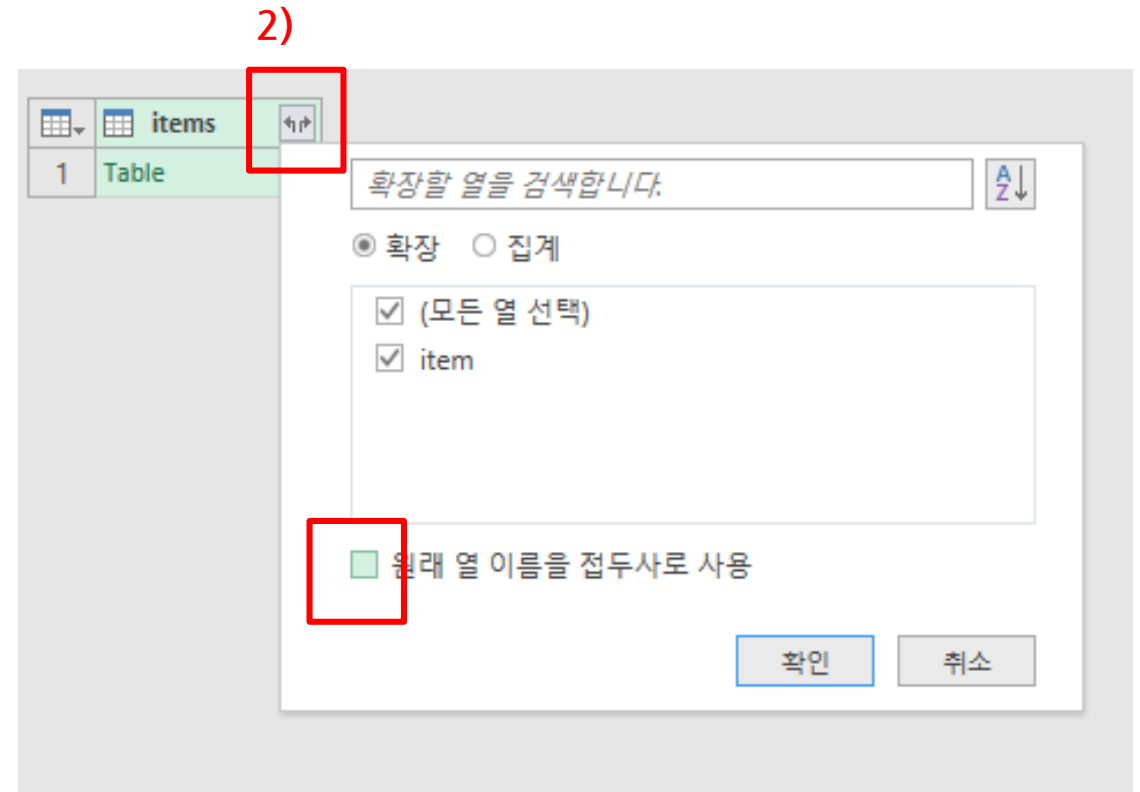 2)
items
1 Table
확장할 열을 검색합니다.
A
Z
확장 집계
(모든 열 선택)
item
원래 열 이름을 접두사로 사용
확인 취소